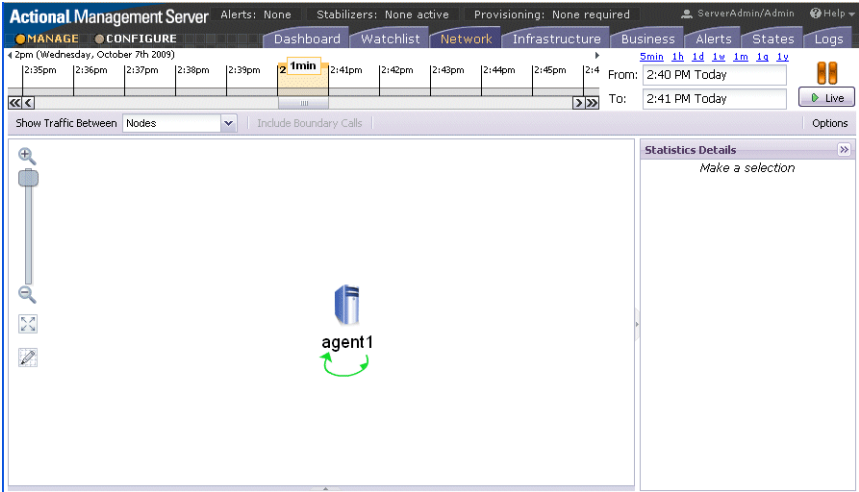 Actional Management Server Alerts: None Stabilizers: None active Provisioning: None required ServerAdmin/Admin Help
MANAGE CONFIGURE Dashboard Watchlist Network Infrastructure Business Alerts States Logs
2pm (Wednesday, October 7th 2009) 5min 1h 1d 1w 1m 1q 1y
2:35pm 2:36pm 2:37pm 2:38pm 2:39pm 2 1min 2:41pm 2:42pm 2:43pm 2:44pm 2:45pm 2:4 From: 2:40 PM Today
To: 2:41 PM Today Live
Show Traffic Between Nodes Include Boundary Calls Options
Statistics Details
Make a selection
agent1